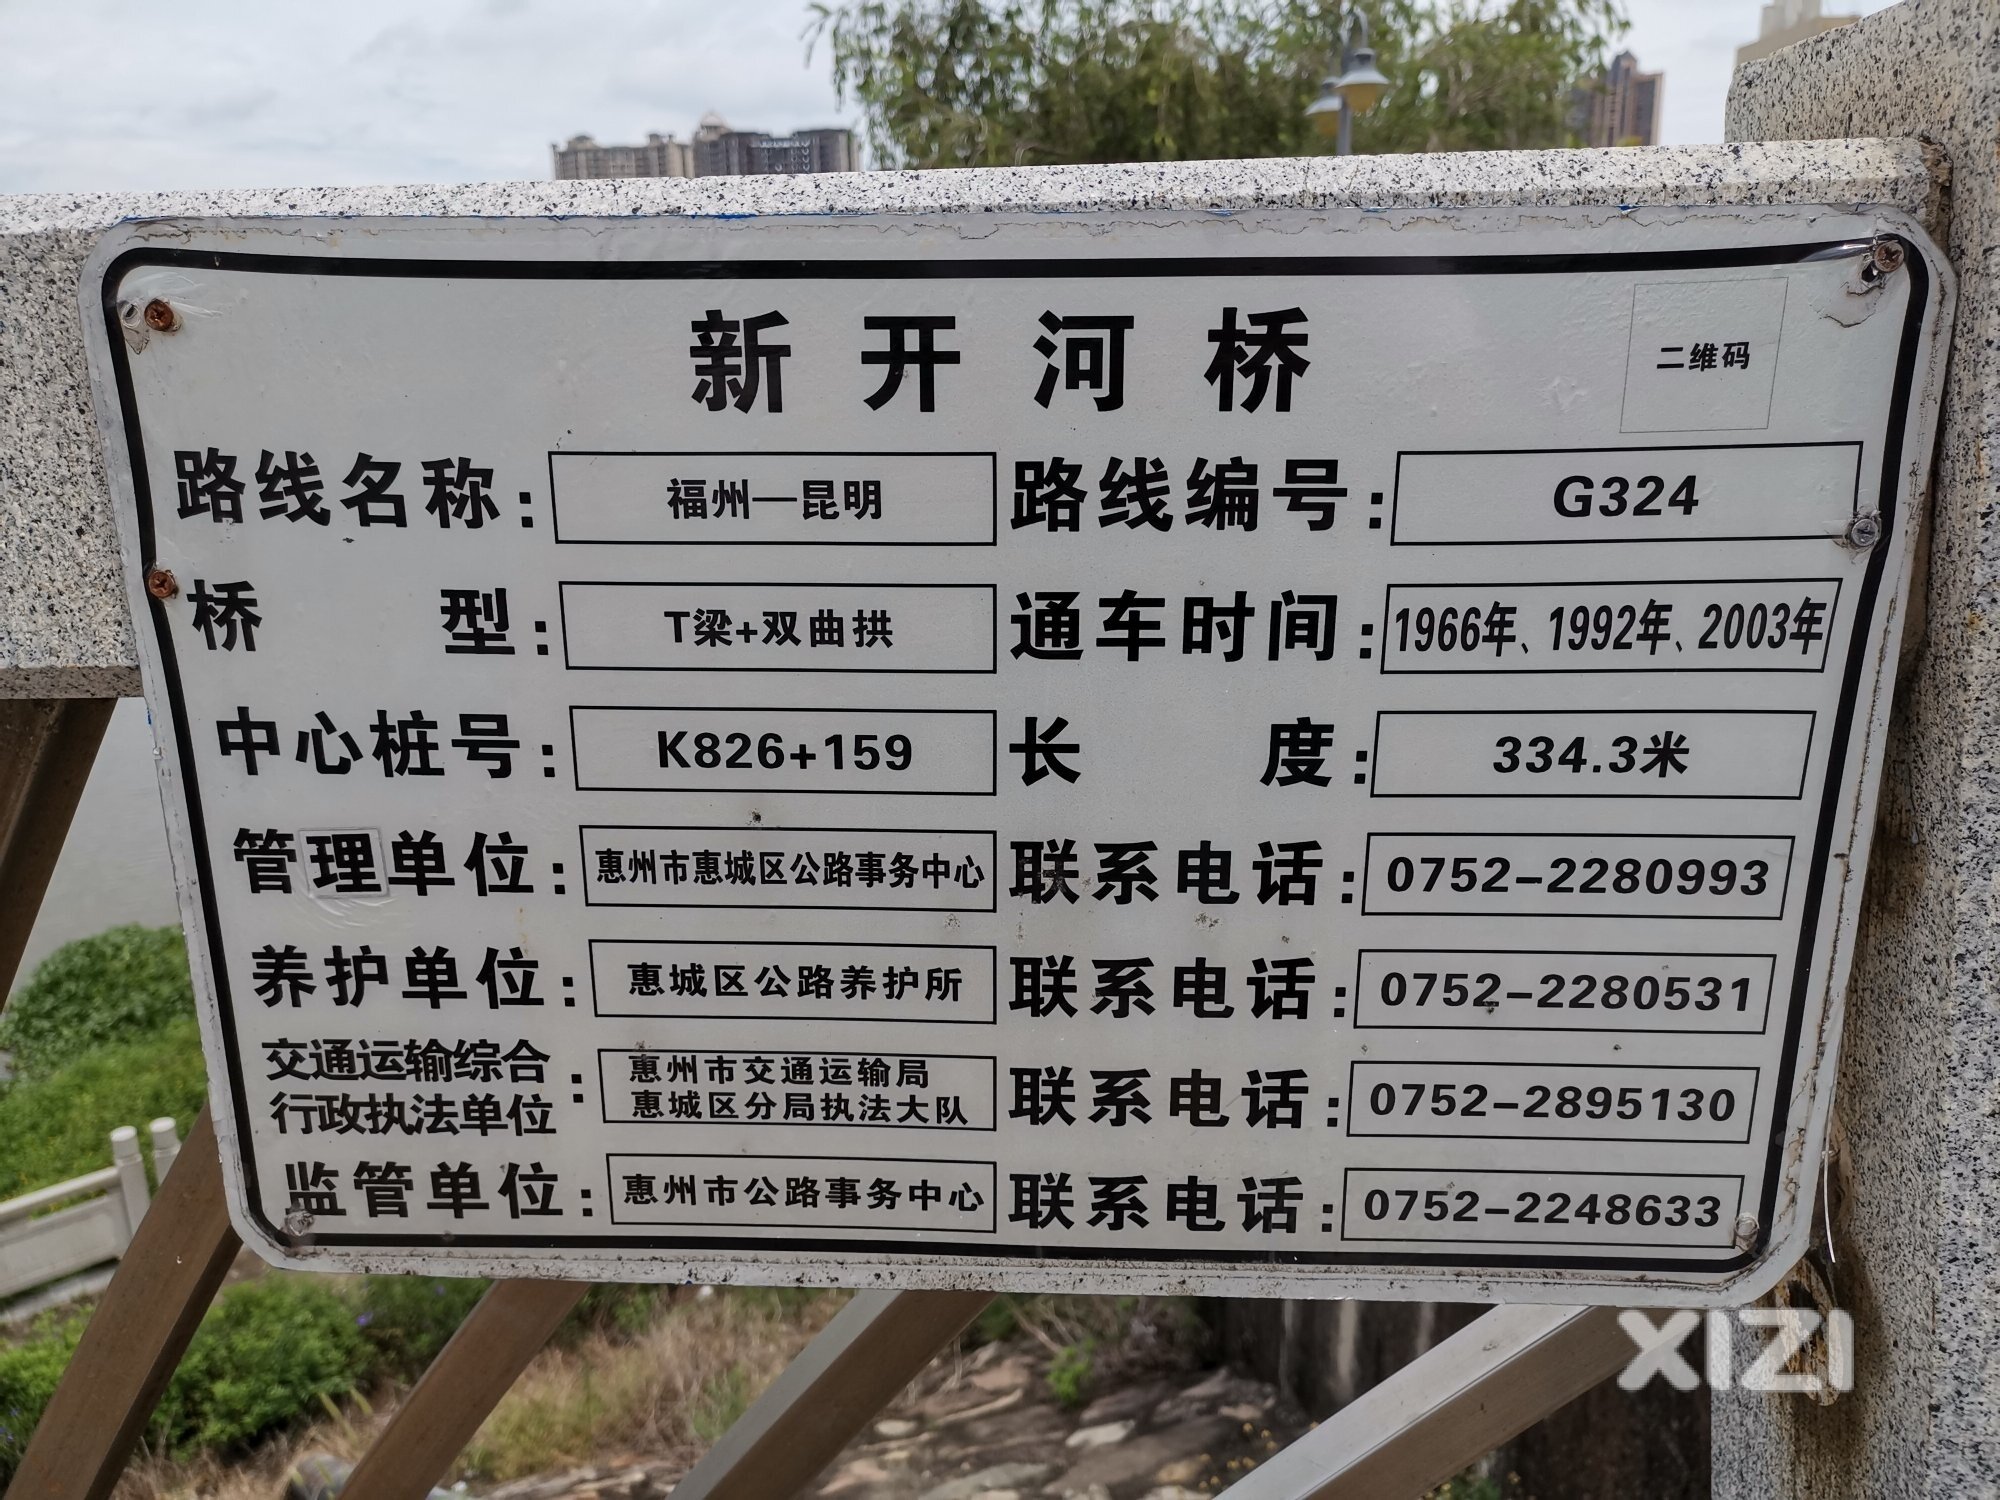 新开河桥
二维码
路线名称: 福州—昆明 路线编号: G324
桥型: T梁+双曲拱 通车时间: 1966年、1992年、2003年
中心桩号: K826+159 长度: 334.3米
管理单位: 惠州市惠城区公路事务中心 联系电话: 0752-2280993
养护单位: 惠城区公路养护所 联系电话: 0752-2280531
交通运输综合
行政执法单位: 惠州市交通运输局
惠城区分局执法大队 联系电话: 0752-2895130
监管单位: 惠州市公路事务中心 联系电话: 0752-2248633
XIZI